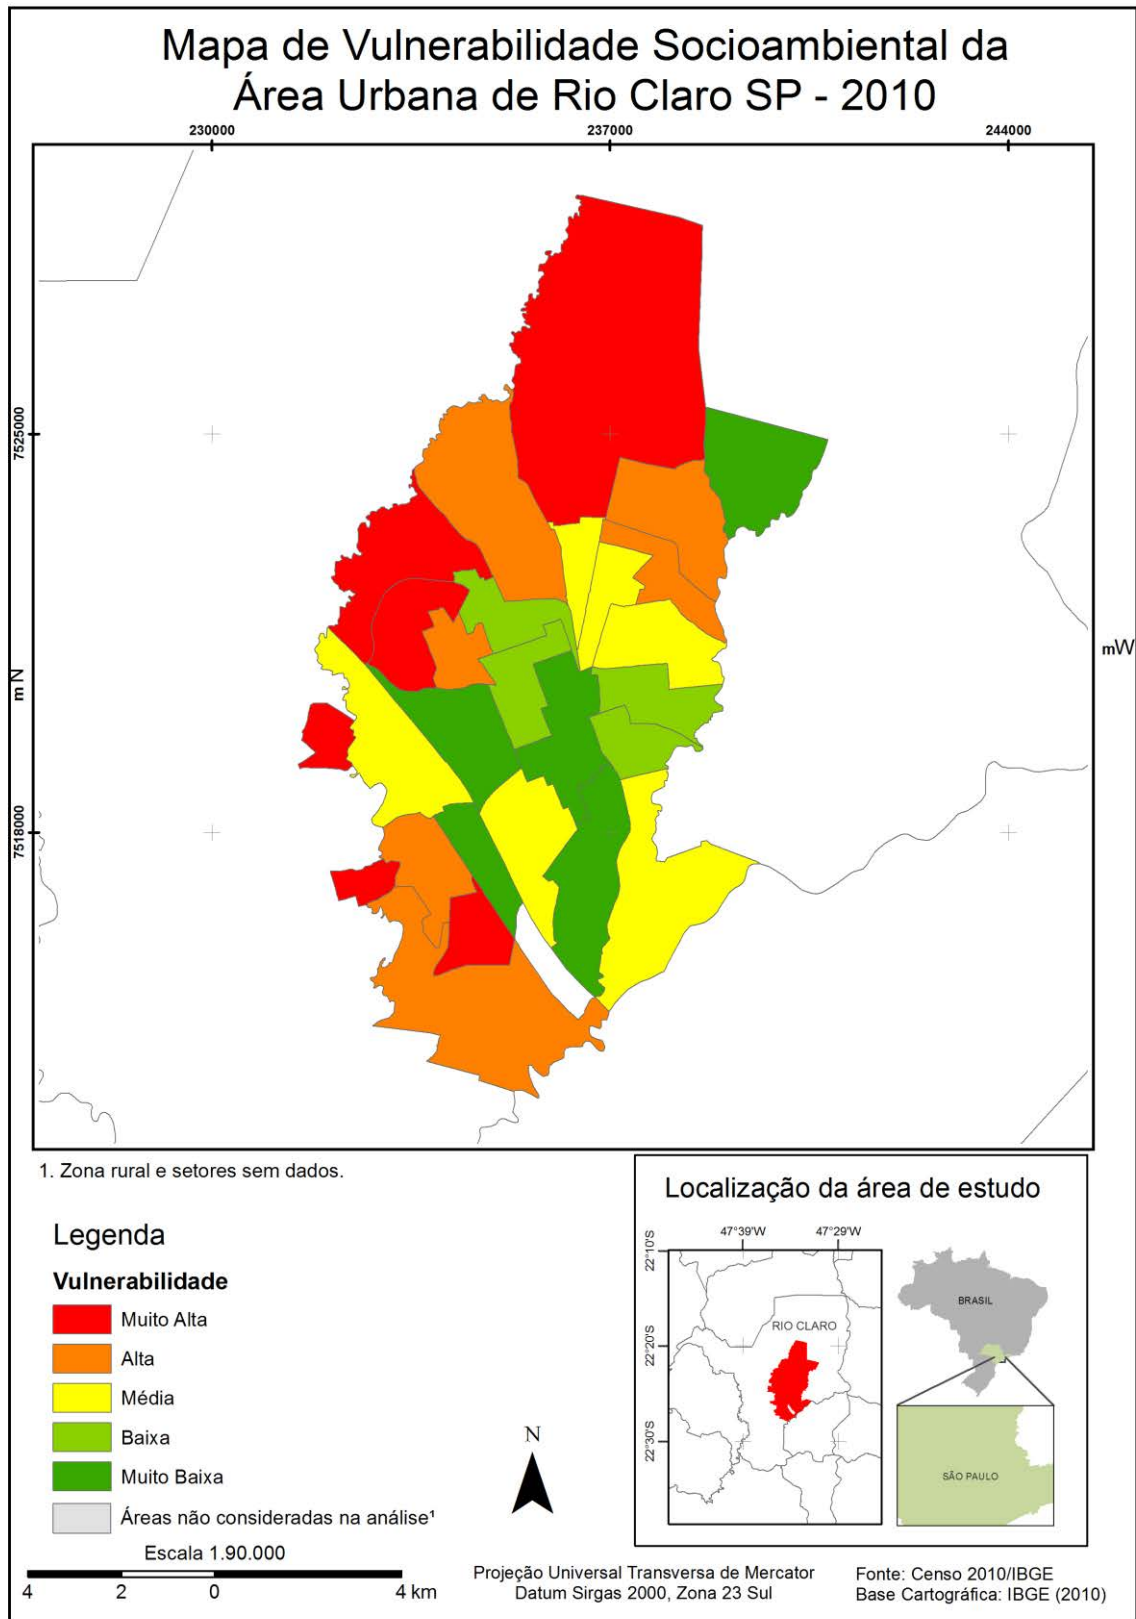 Mapa de Vulnerabilidade Socioambiental da
Área Urbana de Rio Claro SP - 2010
230000
237000
244000
7525000
7518000
m N
mW
1. Zona rural e setores sem dados.
Legenda
Vulnerabilidade
Muito Alta
Alta
Média
Baixa
Muito Baixa
Áreas não consideradas na análise¹
Escala 1.90.000
4 2 0 4 km
N
Localização da área de estudo
47°39'W
47°29'W
22°10'S
22°20'S
22°30'S
RIO CLARO
BRASIL
SÃO PAULO
Projeção Universal Transversa de Mercator
Datum Sirgas 2000, Zona 23 Sul
Fonte: Censo 2010/IBGE
Base Cartográfica: IBGE (2010)